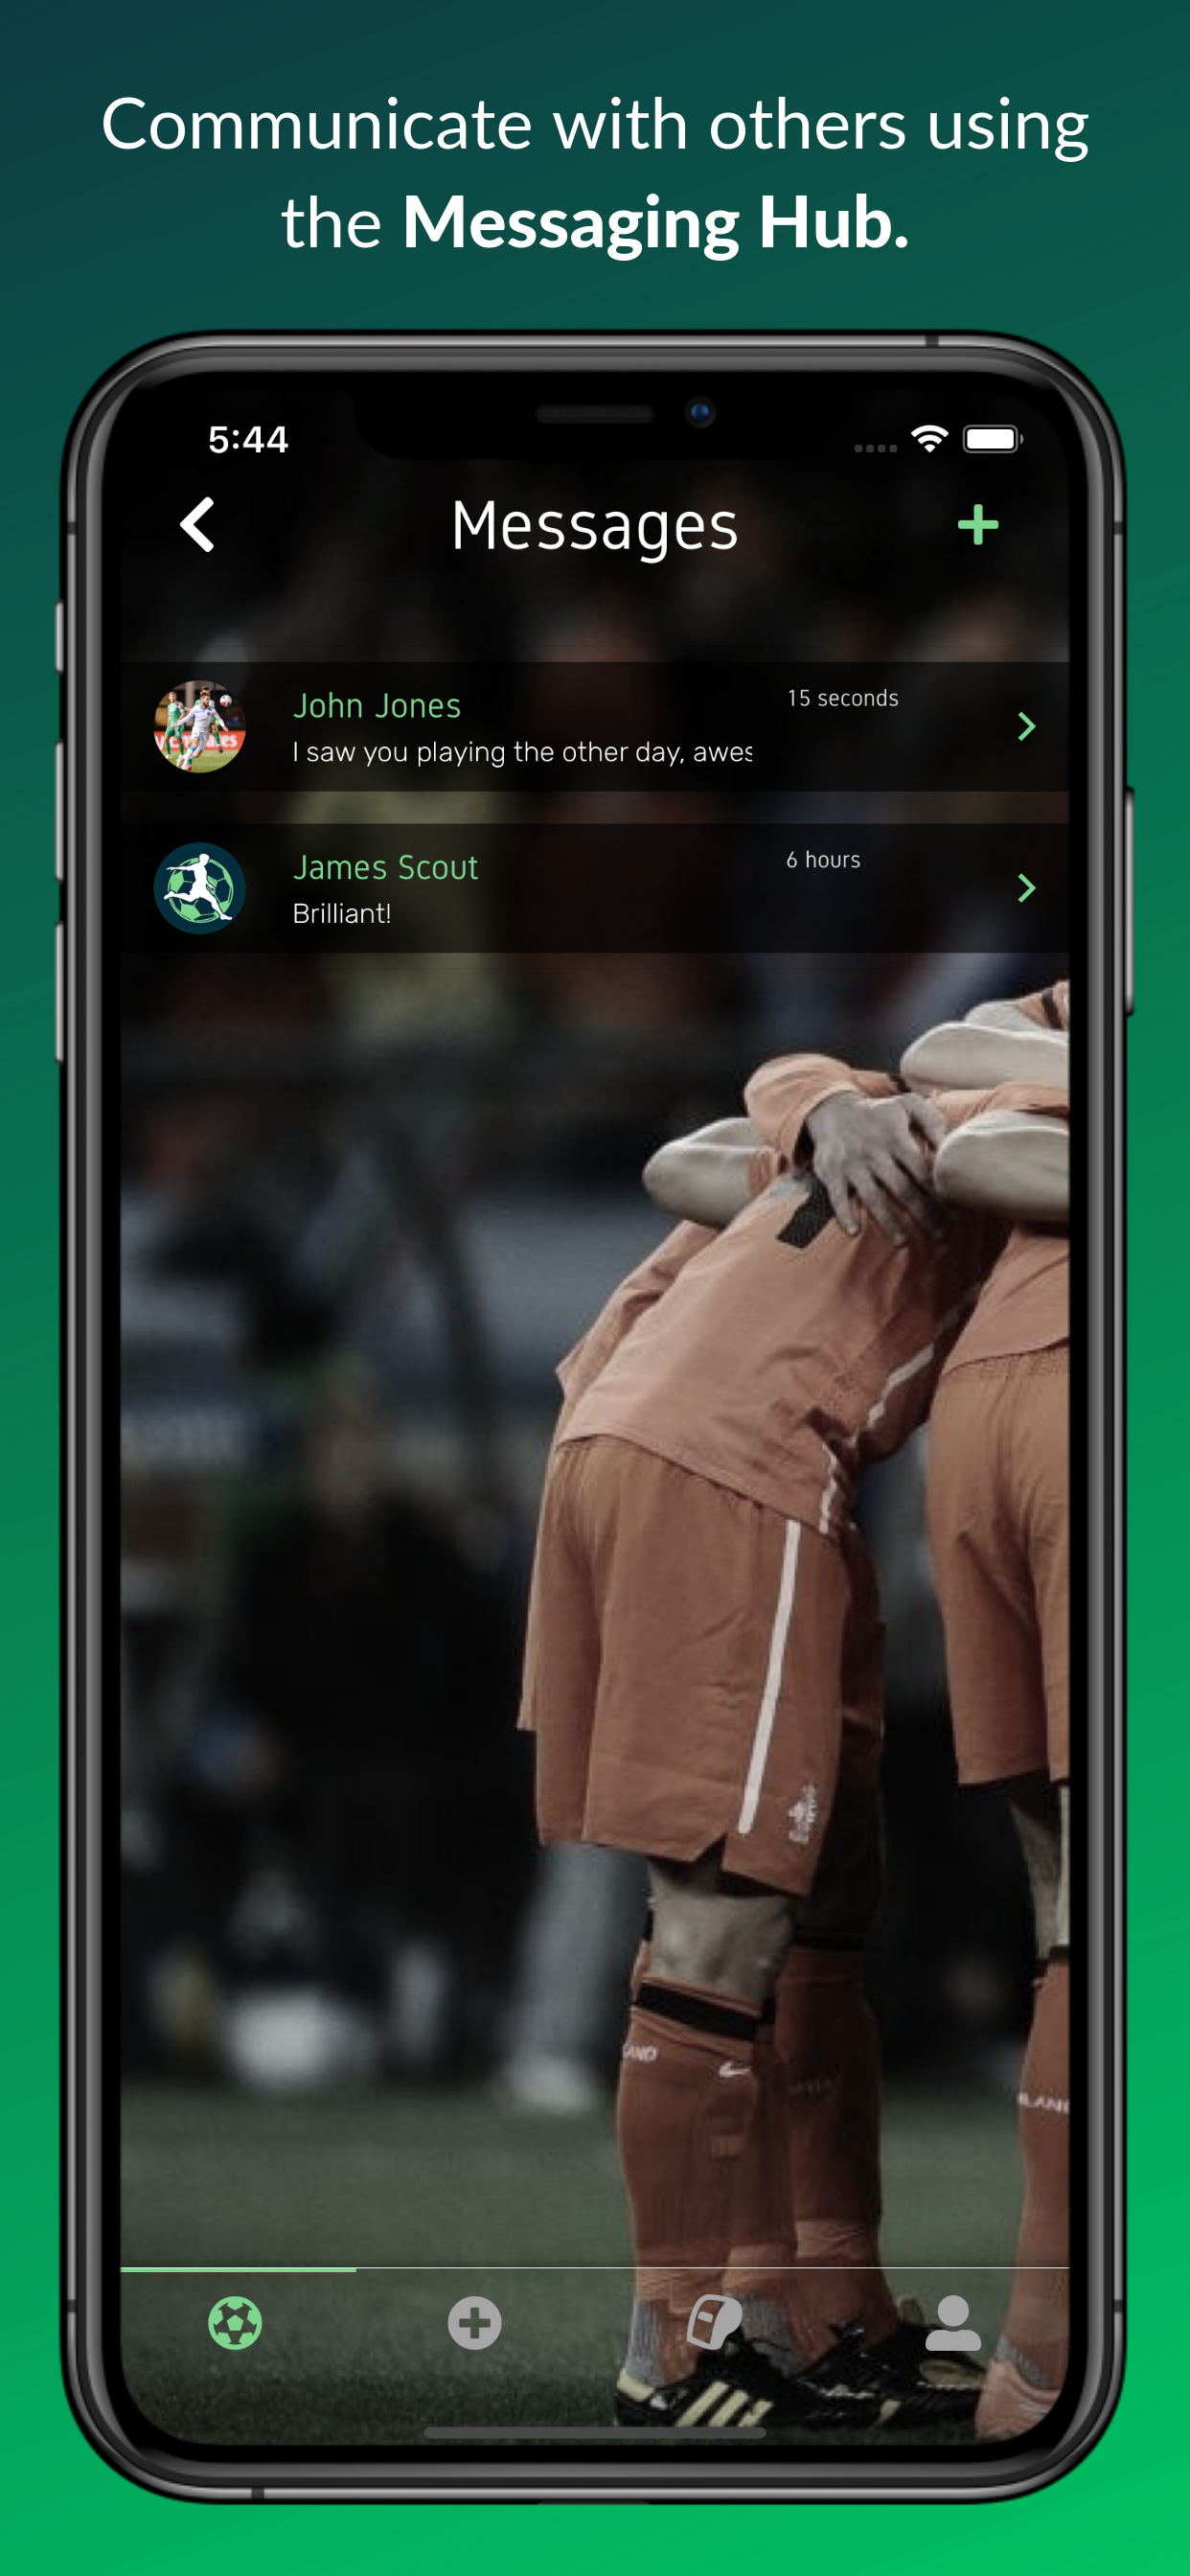 Communicate with others using
the Messaging Hub.
5:44
Messages
John Jones
15 seconds
I saw you playing the other day, awes
James Scout
6 hours
Brilliant!